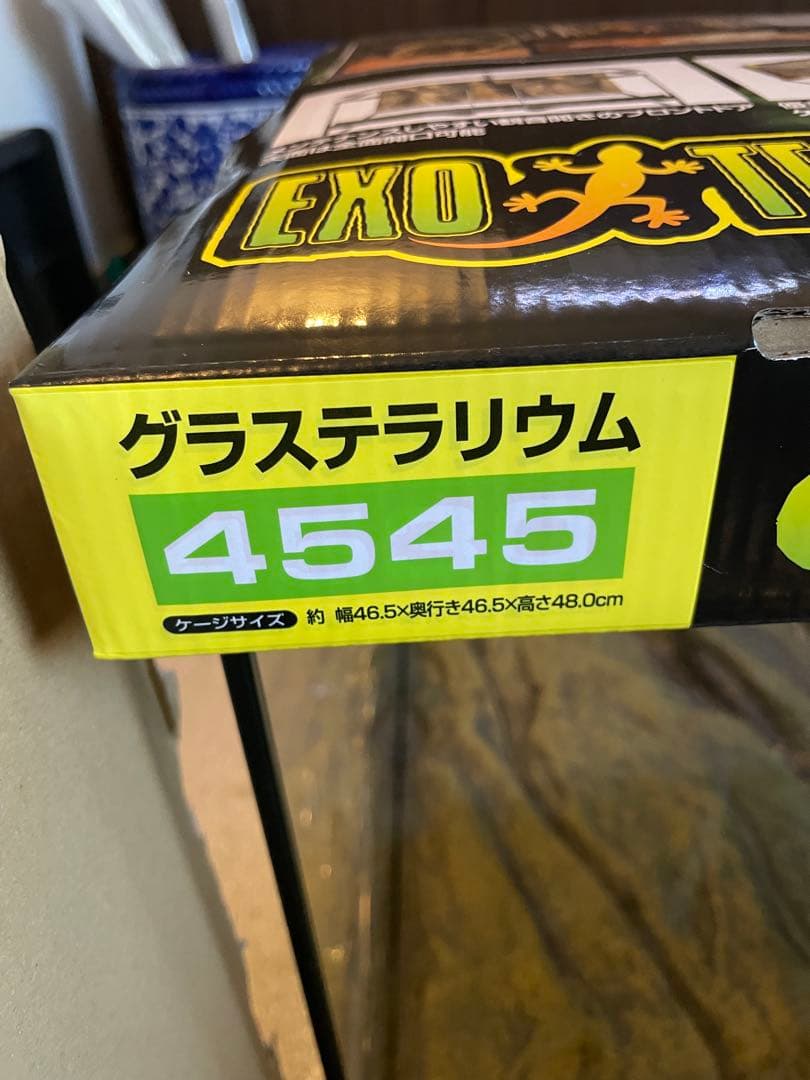 EXO TE
グラステラリウム
4545
ケージサイズ 約 幅46.5×奥行き46.5×高さ48.0cm